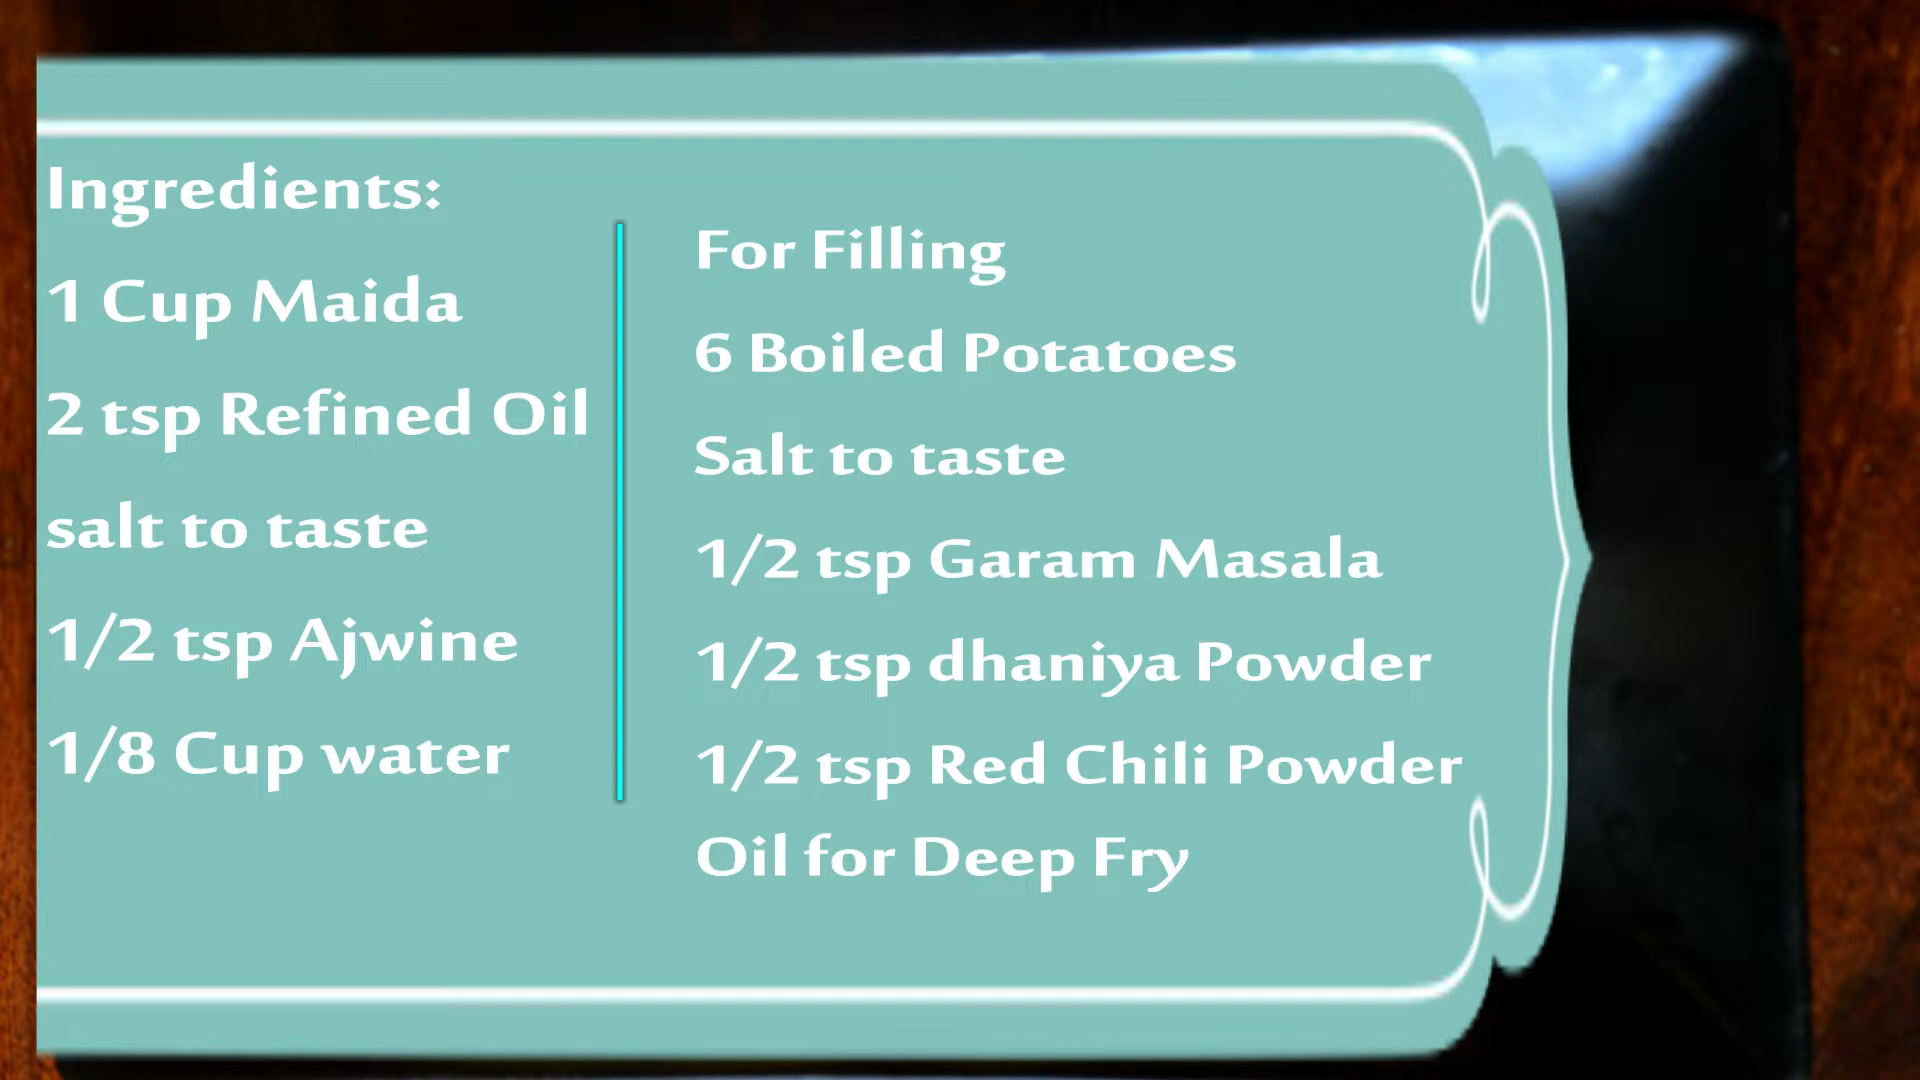 Ingredients:
1 Cup Maida
2 tsp Refined Oil
salt to taste
1/2 tsp Ajwine
1/8 Cup water
For Filling
6 Boiled Potatoes
Salt to taste
1/2 tsp Garam Masala
1/2 tsp dhaniya Powder
1/2 tsp Red Chili Powder
Oil for Deep Fry